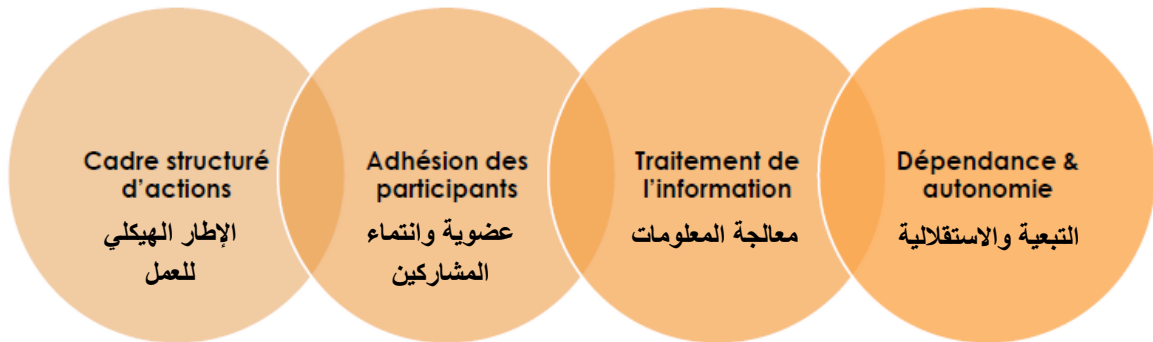 Cadre structuré
d'actions
الإطار الهيكلي
للعمل
Adhésion des
participants
عضوية وانتماء
المشاركين
Traitement de
l'information
معالجة المعلومات
Dépendance &
autonomie
التبعية والاستقلالية